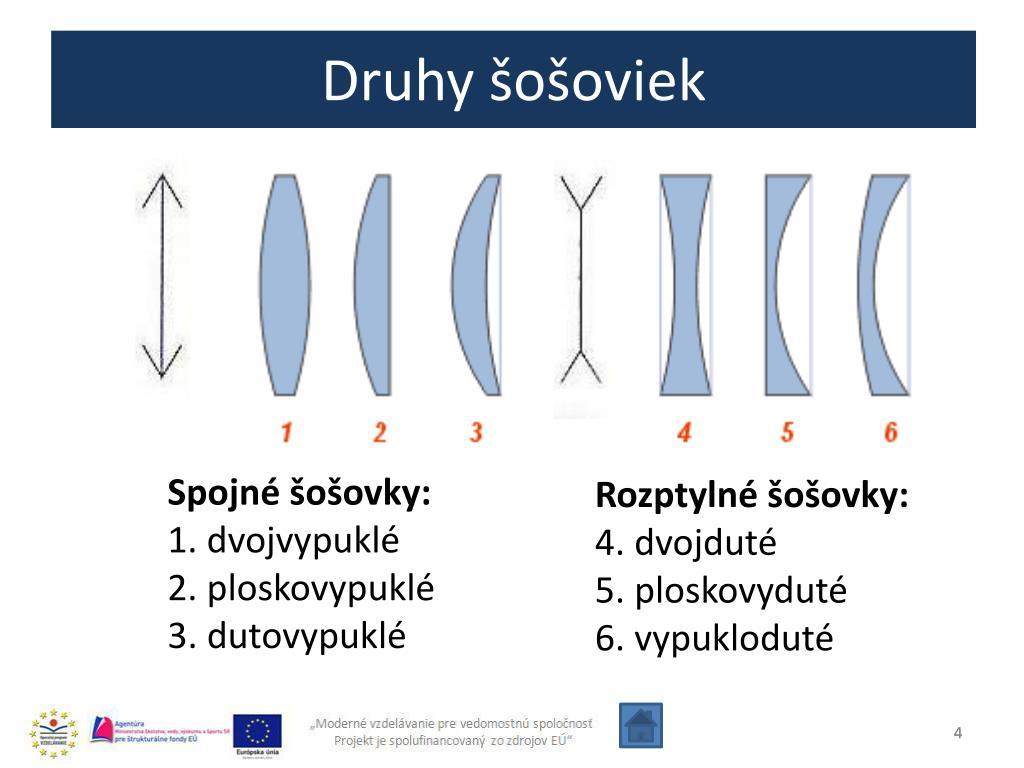 Druhy šošoviek
1 2 3 4 5 6
Spojné šošovky:
1. dvojvypuklé
2. ploskovypuklé
3. dutovypuklé
Rozptylné šošovky:
4. dvojduté
5. ploskovyduté
6. vypukloduté
Agentúra
Ministerstva školstva, vedy, výskumu a športu SR
pre štrukturálne fondy EÚ
Európska únia
„Moderné vzdelávanie pre vedomostnú spoločnosť
Projekt je spolufinancovaný zo zdrojov EÚ“
4